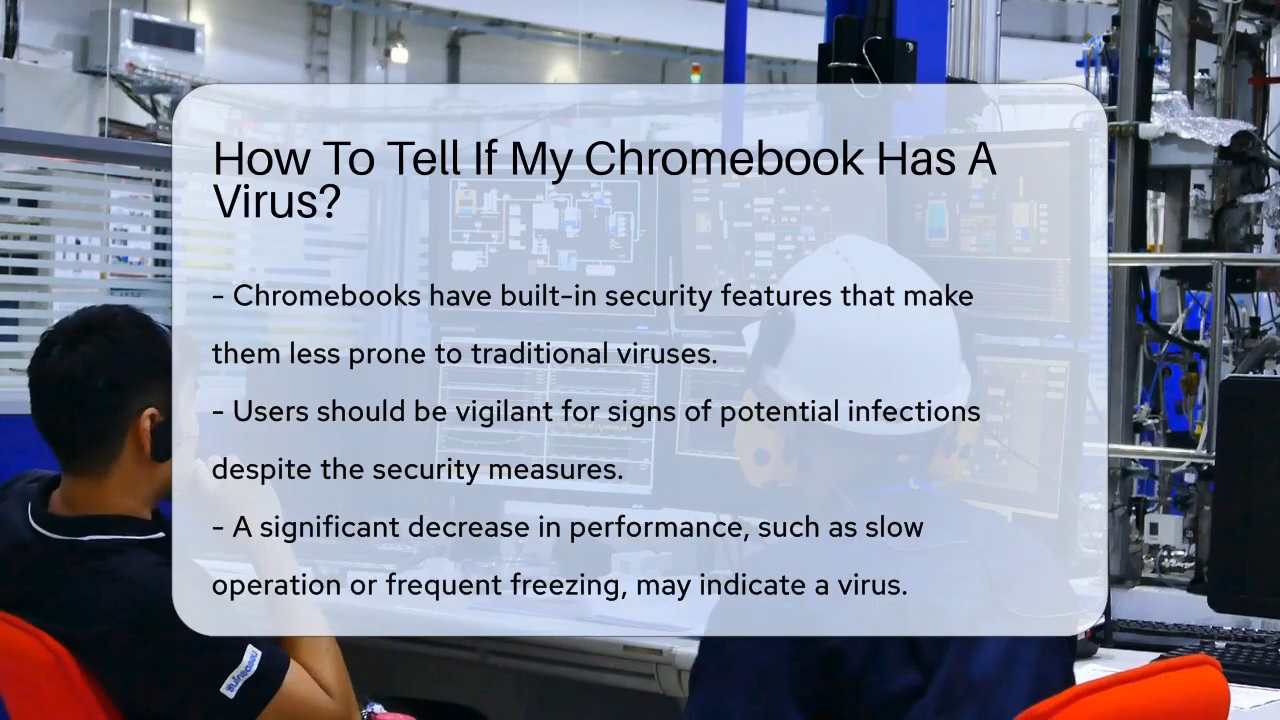 How To Tell If My Chromebook Has A
Virus?
- Chromebooks have built-in security features that make
them less prone to traditional viruses.
- Users should be vigilant for signs of potential infections
despite the security measures.
- A significant decrease in performance, such as slow
operation or frequent freezing, may indicate a virus.